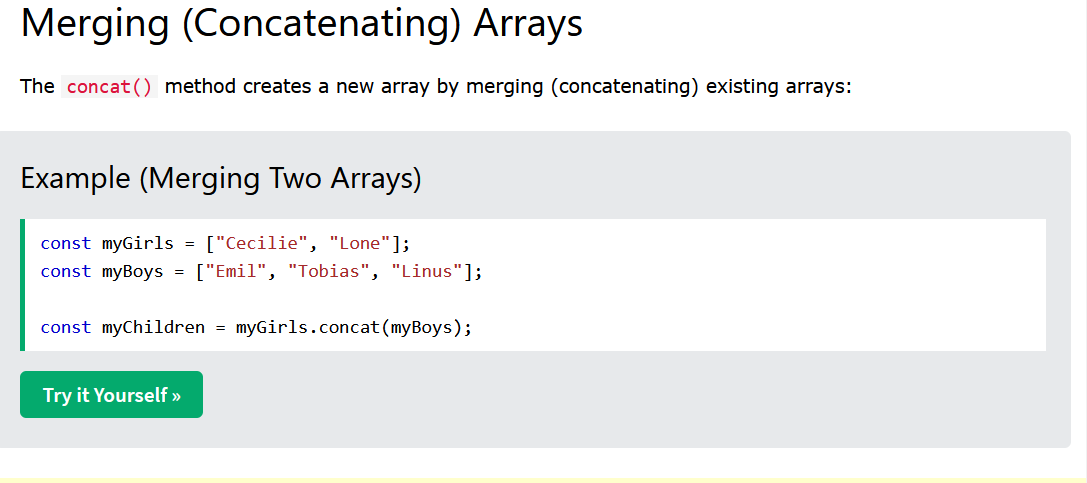 Merging (Concatenating) Arrays
The concat() method creates a new array by merging (concatenating) existing arrays:
Example (Merging Two Arrays)
const myGirls = ["Cecilie", "Lone"];
const myBoys = ["Emil", "Tobias", "Linus"];
const myChildren = myGirls.concat(myBoys);
Try it Yourself »